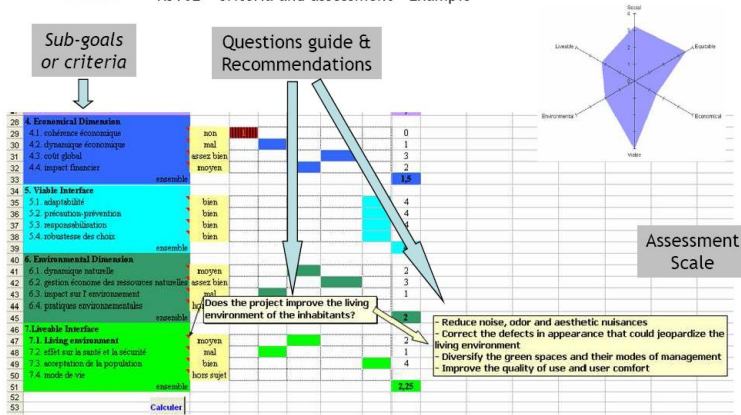 criteria and assessment
Example
Sub-goals
or criteria
Questions guide &
Recommendations
Social
Equitable
Economical
Viable
Environmental
Liveable
Assessment
Scale
28 4. Economical Dimension
29 4.1. cohérence économique non 1 0
30 4.2. dynamique économique mal 1
31 4.3. coût global assez bien 3
32 4.4. impact financier moyen 2
33 ensemble 1,5
34 5. Viable Interface
35 5.1. adaptabilité bien 4
36 5.2. précaution-prévention bien 4
37 5.3. responsabilisation bien 4
38 5.4. robustesse des choix bien
39 ensemble
40 6. Environmental Dimension
41 6.1. dynamique naturelle moyen 2
42 6.2. gestion économe des ressources naturelles assez bien 3
43 6.3. impact sur l' environnement mal 1
44 6.4. pratiques environnementales
45 ensemble 2
Does the project improve the living
environment of the inhabitants?
46 7.Liveable Interface
47 7.1. Living environment moyen 2
48 7.2. effet sur la santé et la sécurité mal 1
49 7.3. acceptation de la population bien 4
50 7.4. mode de vie hors sujet
51 ensemble 2,25
52
53 Calculer
- Reduce noise, odor and aesthetic nuisances
- Correct the defects in appearance that could jeopardize the
living environment
- Diversify the green spaces and their modes of management
- Improve the quality of use and user comfort